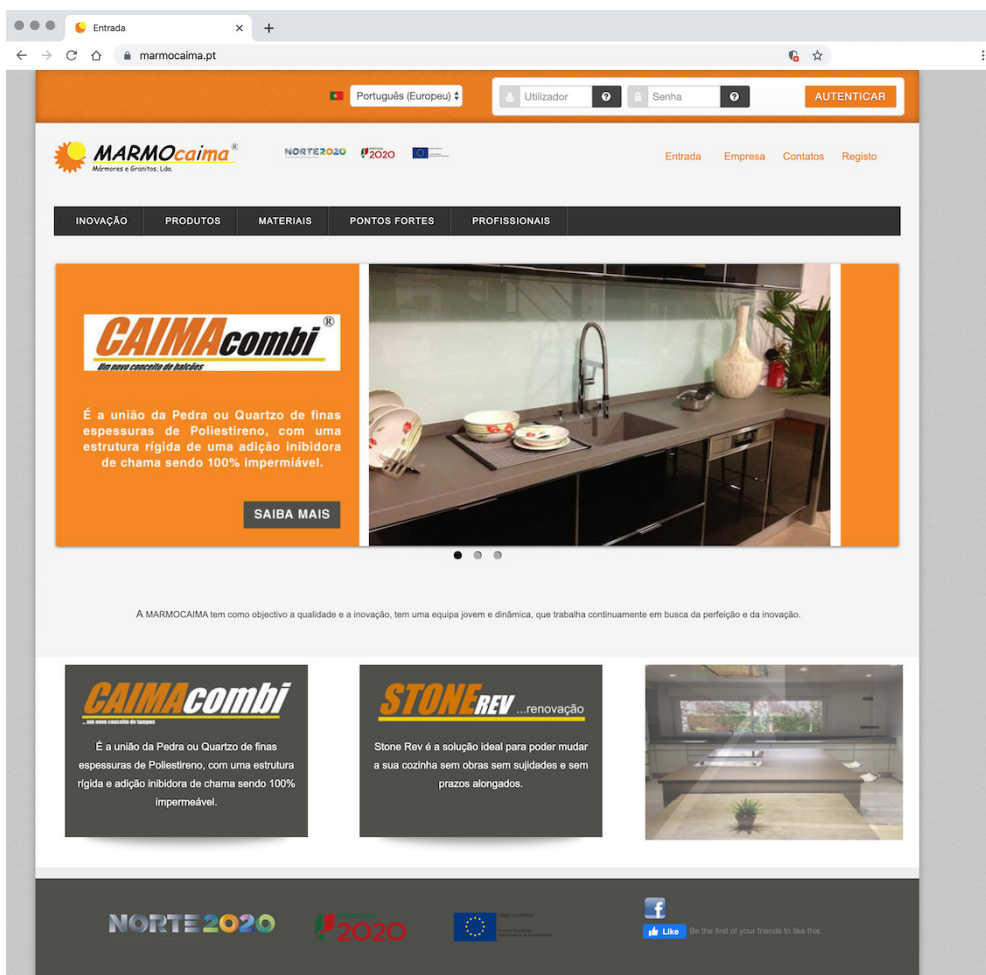 Entrada
marmocaima.pt
Português (Europeu)
Utilizador
Senha
AUTENTICAR
MARMOcaima®
Mármores e Granitos, Lda.
NORTE2020
2020
Entrada Empresa Contatos Registo
INOVAÇÃO PRODUTOS MATERIAIS PONTOS FORTES PROFISSIONAIS
CAIMAcombi®
Um novo conceito de balcões
É a união da Pedra ou Quartzo de finas
espessuras de Poliestireno, com uma
estrutura rígida de uma adição inibidora
de chama sendo 100% impermiável.
SAIBA MAIS
A MARMOCAIMA tem como objectivo a qualidade e a inovação, tem uma equipa jovem e dinâmica, que trabalha continuamente em busca da perfeição e da inovação.
CAIMAcombi
... um novo conceito de tampos
É a união da Pedra ou Quartzo de finas
espessuras de Poliestireno, com uma estrutura
rígida e adição inibidora de chama sendo 100%
impermeável.
STONEREV ...renovação
Stone Rev é a solução ideal para poder mudar
a sua cozinha sem obras sem sujidades e sem
prazos alongados.
NORTE2020
2020
Like
Be the first of your friends to like this.